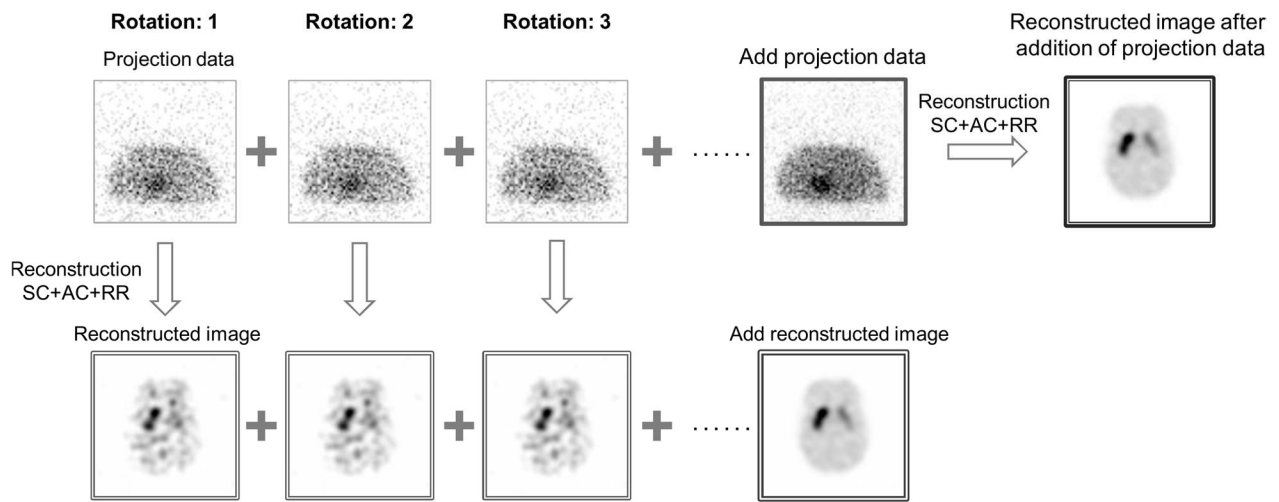 Rotation: 1
Rotation: 2
Rotation: 3
Reconstructed image after
addition of projection data
Projection data
Add projection data
Reconstruction
SC+AC+RR
Reconstruction
SC+AC+RR
Reconstructed image
Add reconstructed image